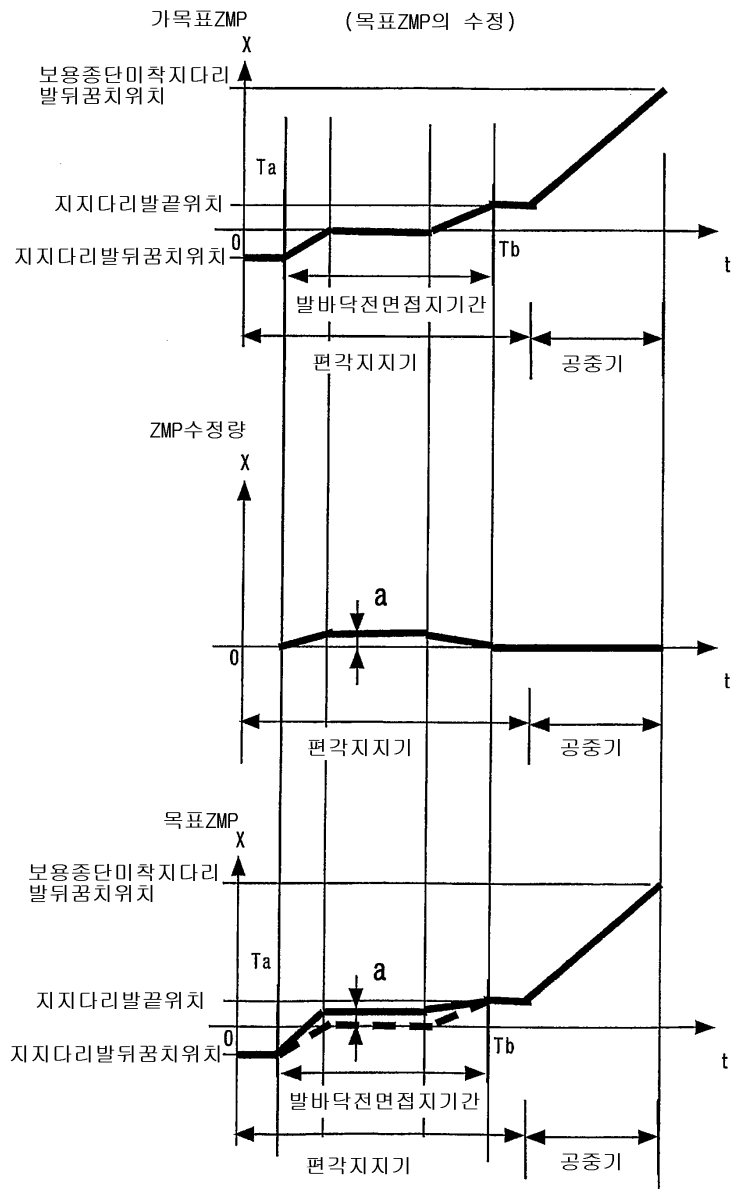 가목표ZMP
(목표ZMP의 수정)
X
보용종단미착지다리
발뒤꿈치위치
Ta
지지다리발끝위치
0
지지다리발뒤꿈치위치
Tb
t
발바닥전면접지기간
편각지지기
공중기
ZMP수정량
X
a
0
t
편각지지기
공중기
목표ZMP
X
보용종단미착지다리
발뒤꿈치위치
Ta
a
지지다리발끝위치
0
지지다리발뒤꿈치위치
Tb
t
발바닥전면접지기간
편각지지기
공중기